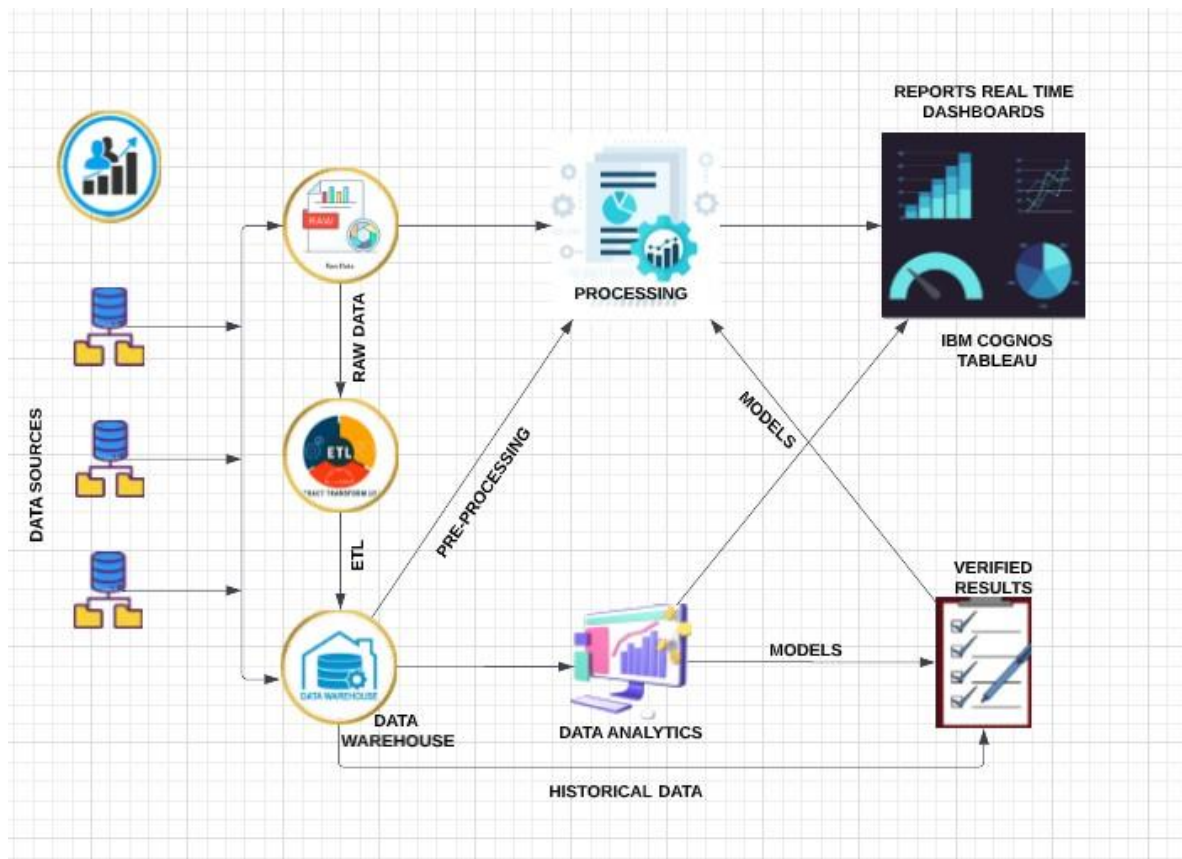 REPORTS REAL TIME
DASHBOARDS
RAW
Raw Data
PROCESSING
IBM COGNOS
TABLEAU
RAW DATA
MODELS
DATA SOURCES
ETL
PRE-PROCESSING
ETL
VERIFIED
RESULTS
MODELS
DATA WAREHOUSE
DATA
WAREHOUSE
DATA ANALYTICS
HISTORICAL DATA